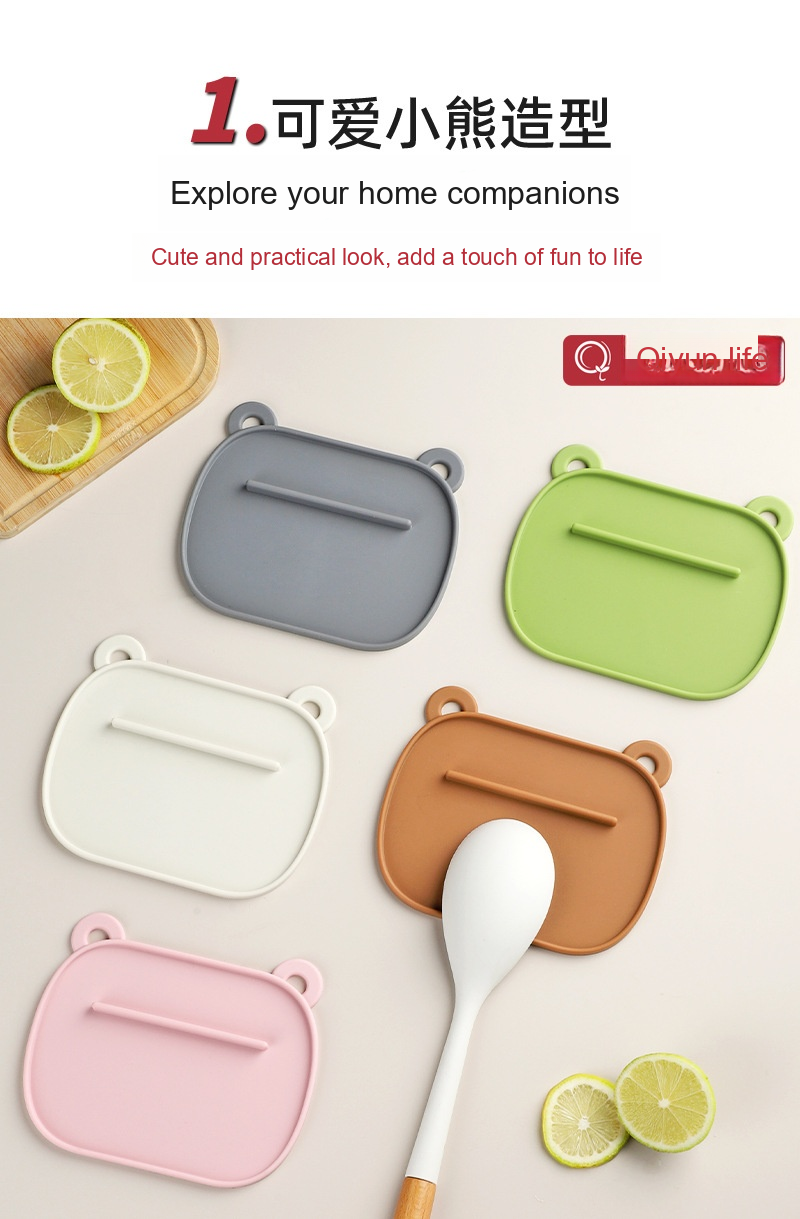 1.可爱小熊造型
Explore your home companions
Cute and practical look, add a touch of fun to life
Qiyun life